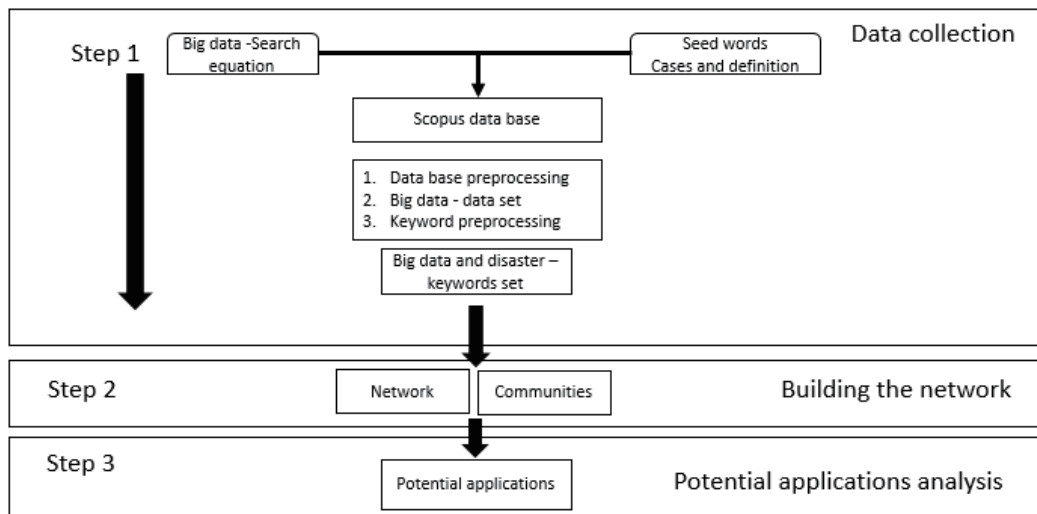 Data collection
Step 1
Big data -Search
equation
Seed words
Cases and definition
Scopus data base
1. Data base preprocessing
2. Big data - data set
3. Keyword preprocessing
Big data and disaster –
keywords set
Step 2
Network
Communities
Building the network
Step 3
Potential applications
Potential applications analysis